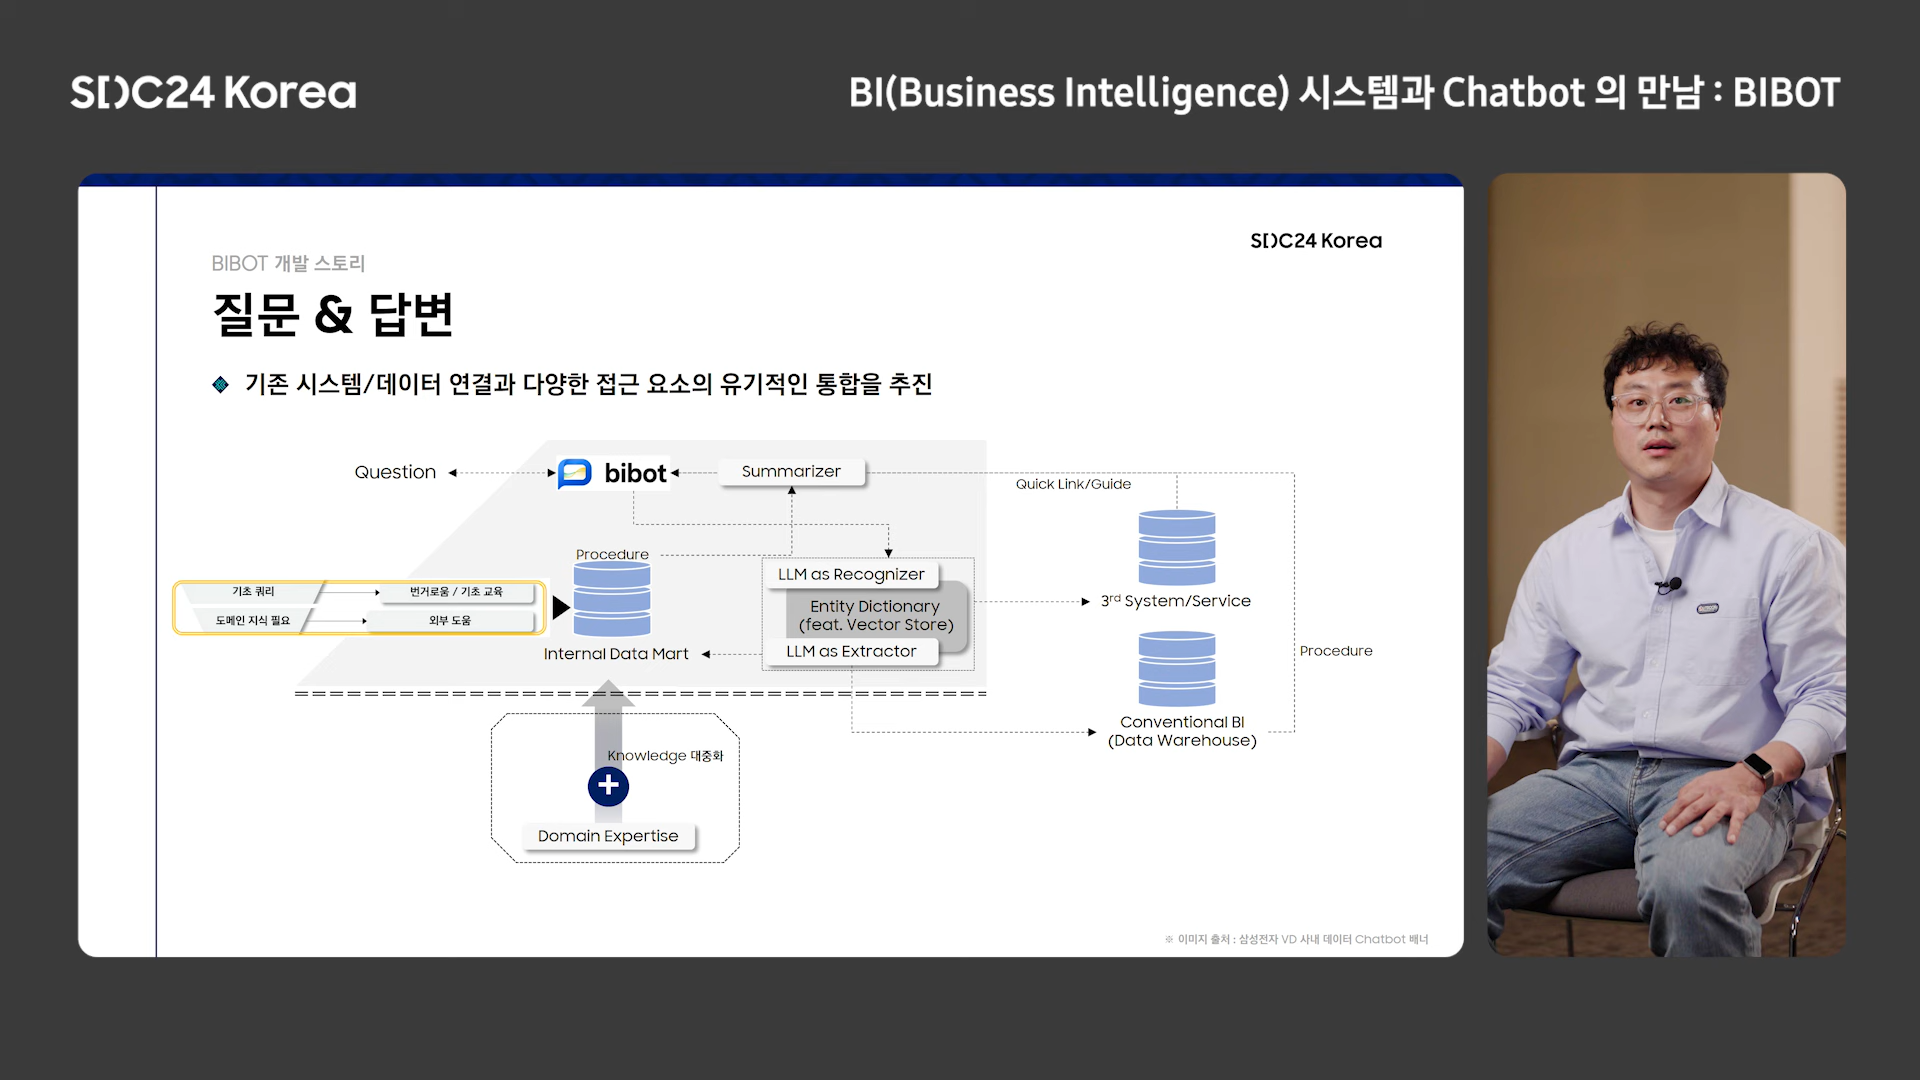 SDC24 Korea
BI(Business Intelligence) 시스템과 Chatbot 의 만남 : BIBOT
SDC24 Korea
BIBOT 개발 스토리
질문 & 답변
기존 시스템/데이터 연결과 다양한 접근 요소의 유기적인 통합을 추진
Question
bibot
Summarizer
Quick Link/Guide
Procedure
기초 쿼리
번거로움 / 기초 교육
도메인 지식 필요
외부 도움
Internal Data Mart
LLM as Recognizer
Entity Dictionary
(feat. Vector Store)
LLM as Extractor
3rd System/Service
Procedure
Conventional BI
(Data Warehouse)
Knowledge 대중화
+
Domain Expertise
※ 이미지 출처 : 삼성전자 VD 사내 데이터 Chatbot 배너